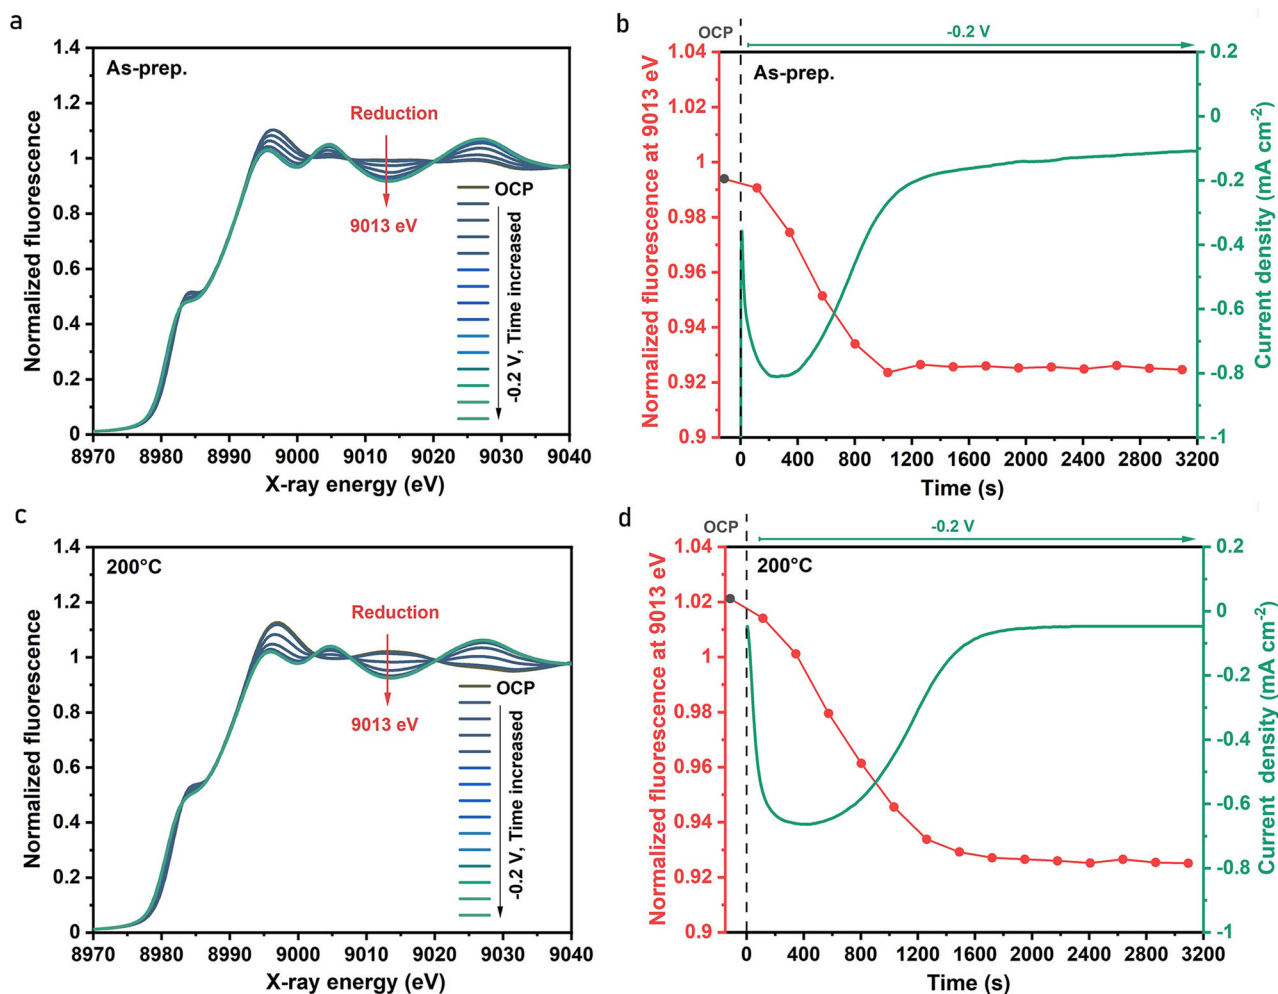 a
As-prep.
Normalized fluorescence
1.4
1.2
1
0.8
0.6
0.4
0.2
0
Reduction
9013 eV
OCP
-0.2 V, Time increased
8970 8980 8990 9000 9010 9020 9030 9040
X-ray energy (eV)
b
OCP
-0.2 V
As-prep.
Normalized fluorescence at 9013 eV
1.04
1.02
1
0.98
0.96
0.94
0.92
0.9
0.2
0
-0.2
-0.4
-0.6
-0.8
-1
Current density (mA cm-2)
0 400 800 1200 1600 2000 2400 2800 3200
Time (s)
c
200°C
Normalized fluorescence
1.4
1.2
1
0.8
0.6
0.4
0.2
0
Reduction
9013 eV
OCP
-0.2 V, Time increased
8970 8980 8990 9000 9010 9020 9030 9040
X-ray energy (eV)
d
OCP
-0.2 V
200°C
Normalized fluorescence at 9013 eV
1.04
1.02
1
0.98
0.96
0.94
0.92
0.9
0.2
0
-0.2
-0.4
-0.6
-0.8
-1
Current density (mA cm-2)
0 400 800 1200 1600 2000 2400 2800 3200
Time (s)